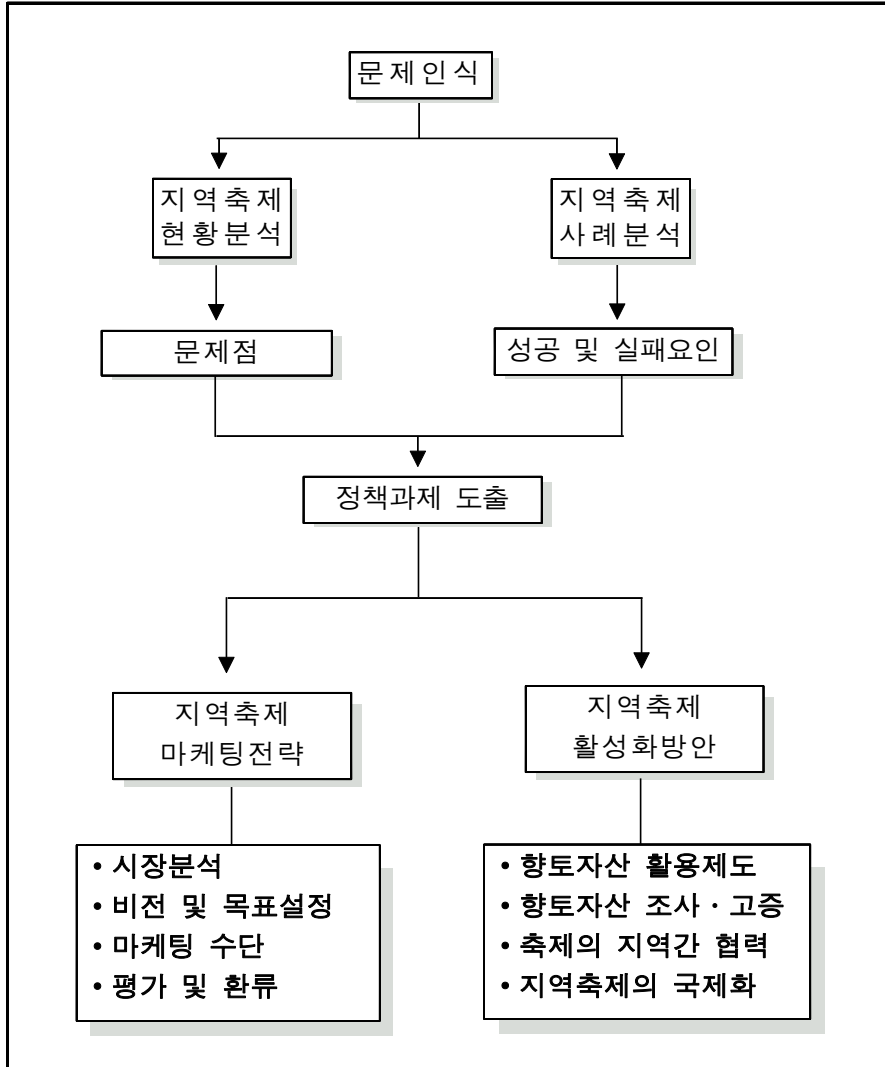 문제인식
지역축제
현황분석
지역축제
사례분석
문제점
성공 및 실패요인
정책과제 도출
지역축제
마케팅전략
지역축제
활성화방안
• 시장분석
• 비전 및 목표설정
• 마케팅 수단
• 평가 및 환류
• 향토자산 활용제도
• 향토자산 조사 · 고증
• 축제의 지역간 협력
• 지역축제의 국제화